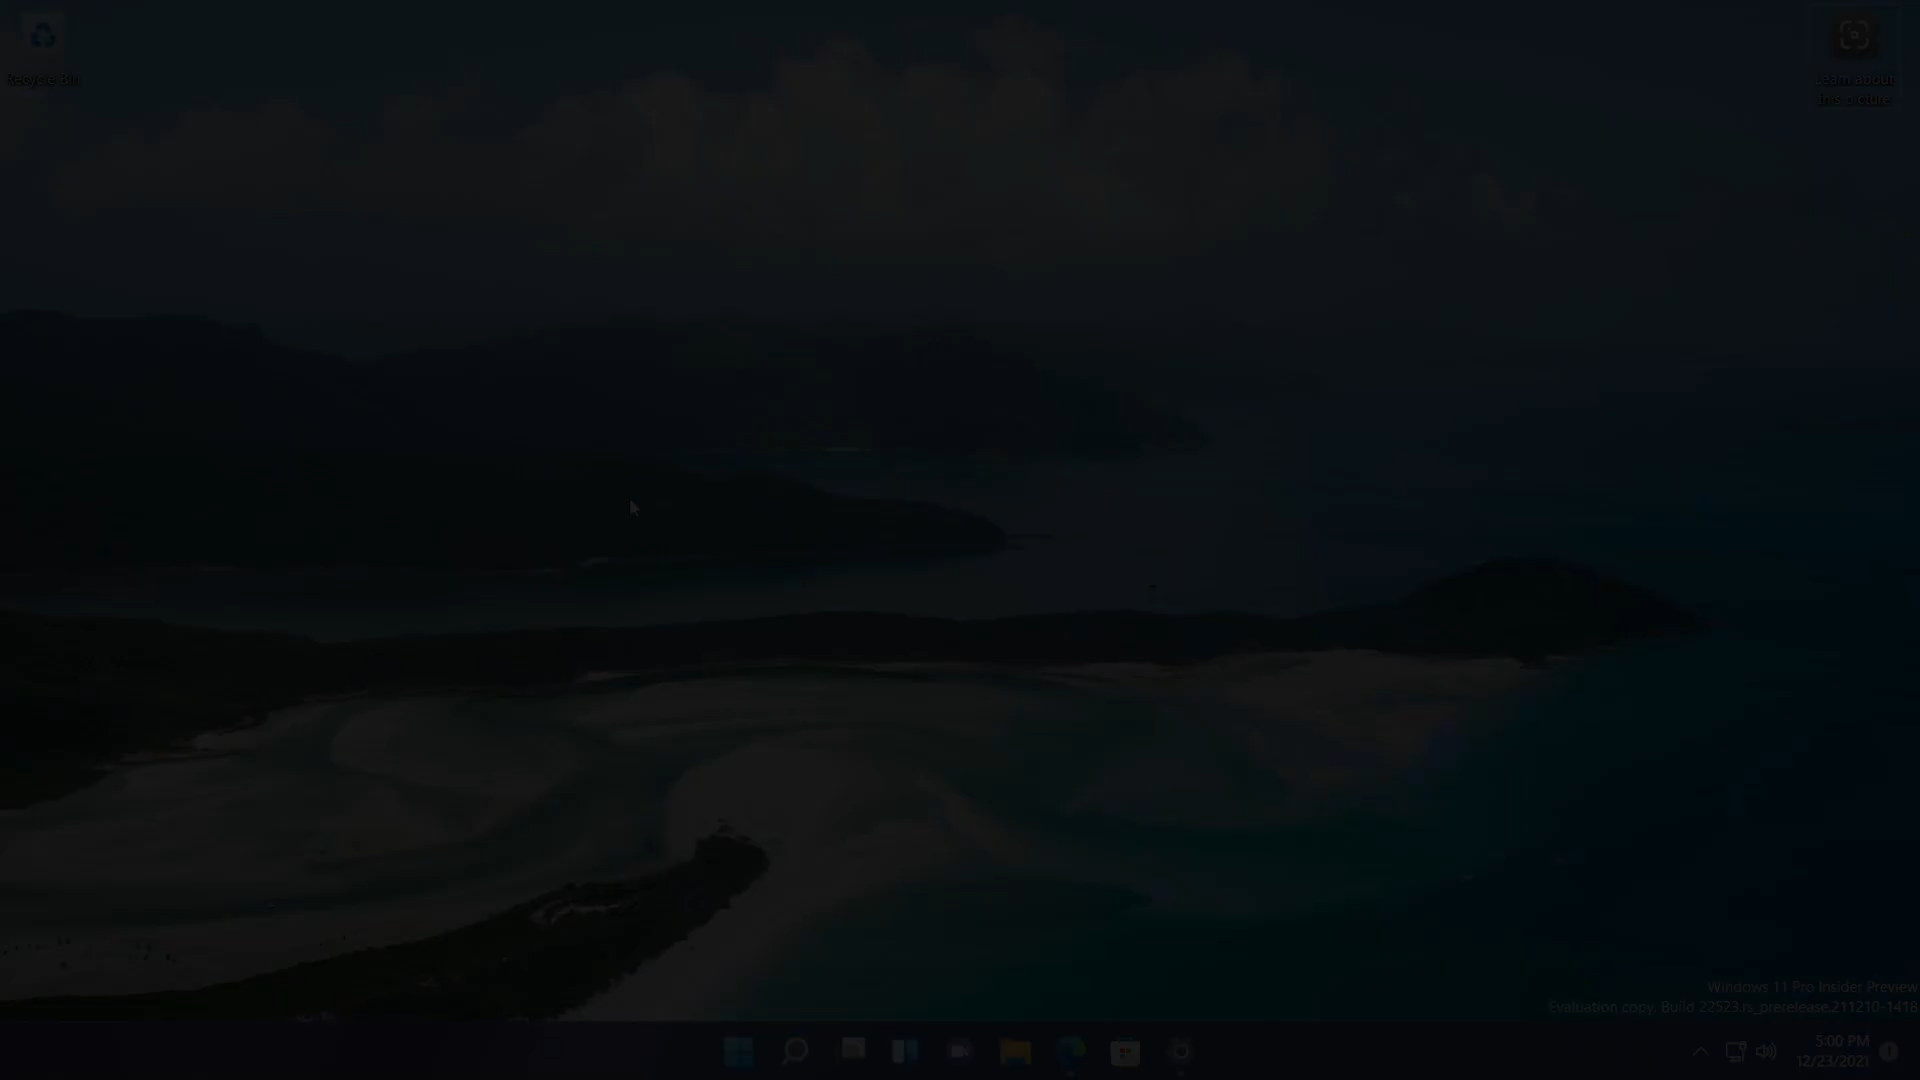 Recycle Bin
Learn about
this picture
Windows 11 Pro Insider Preview
Evaluation copy. Build 22523.rs_prerelease.211210-1418
5:00 PM
12/23/2021
1